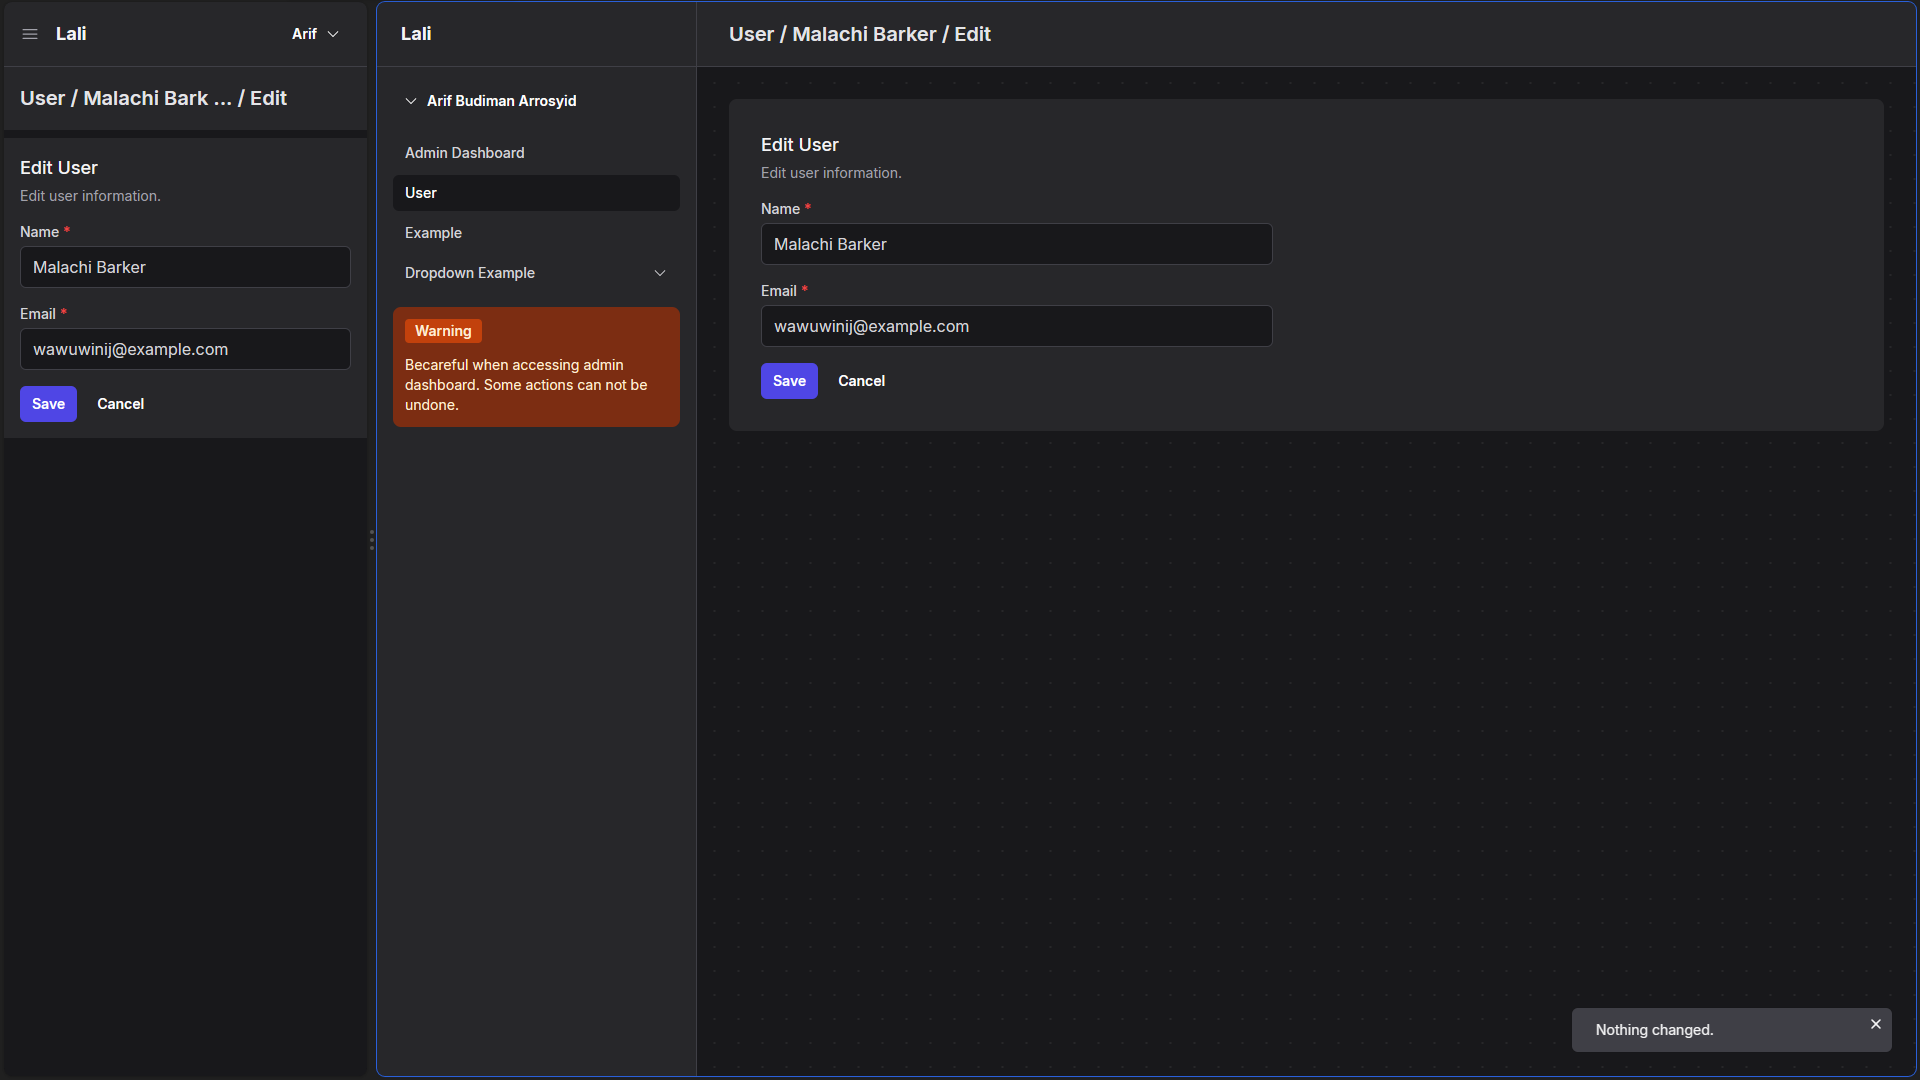 Lali
Arif
User / Malachi Bark ... / Edit
Edit User
Edit user information.
Name *
Malachi Barker
Email *
wawuwinij@example.com
Save
Cancel
Lali
Arif Budiman Arrosyid
Admin Dashboard
User
Example
Dropdown Example
Warning
Becareful when accessing admin
dashboard. Some actions can not be
undone.
User / Malachi Barker / Edit
Edit User
Edit user information.
Name *
Malachi Barker
Email *
wawuwinij@example.com
Save
Cancel
Nothing changed.